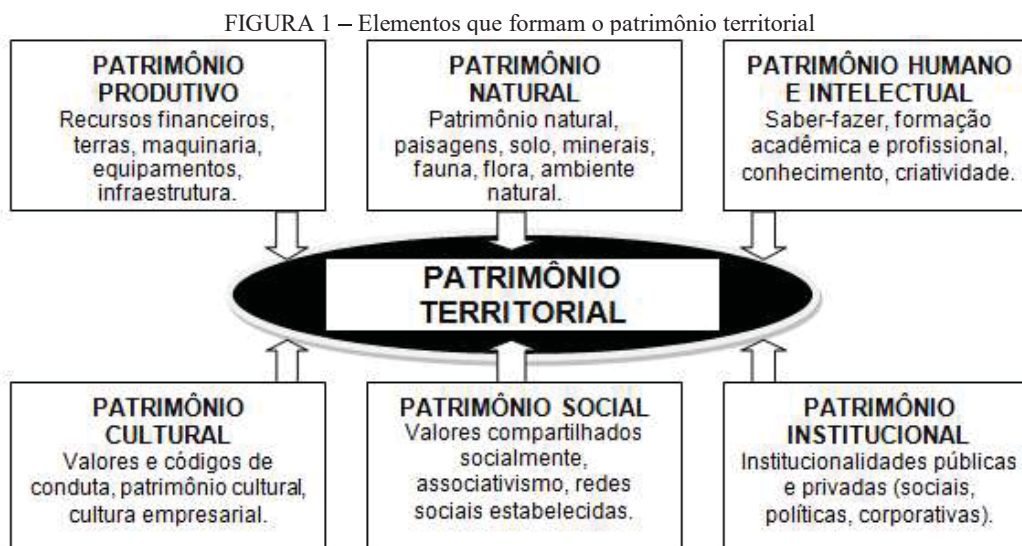 FIGURA 1 – Elementos que formam o patrimônio territorial
PATRIMÔNIO
PRODUTIVO
Recursos financeiros,
terras, maquinaria,
equipamentos,
infraestrutura.
PATRIMÔNIO
NATURAL
Patrimônio natural,
paisagens, solo, minerais,
fauna, flora, ambiente
natural.
PATRIMÔNIO HUMANO
E INTELECTUAL
Saber-fazer, formação
acadêmica e profissional,
conhecimento, criatividade.
PATRIMÔNIO
TERRITORIAL
PATRIMÔNIO
CULTURAL
Valores e códigos de
conduta, patrimônio cultural,
cultura empresarial.
PATRIMÔNIO SOCIAL
Valores compartilhados
socialmente,
associativismo, redes
sociais estabelecidas.
PATRIMÔNIO
INSTITUCIONAL
Institucionalidades públicas
e privadas (sociais,
políticas, corporativas).